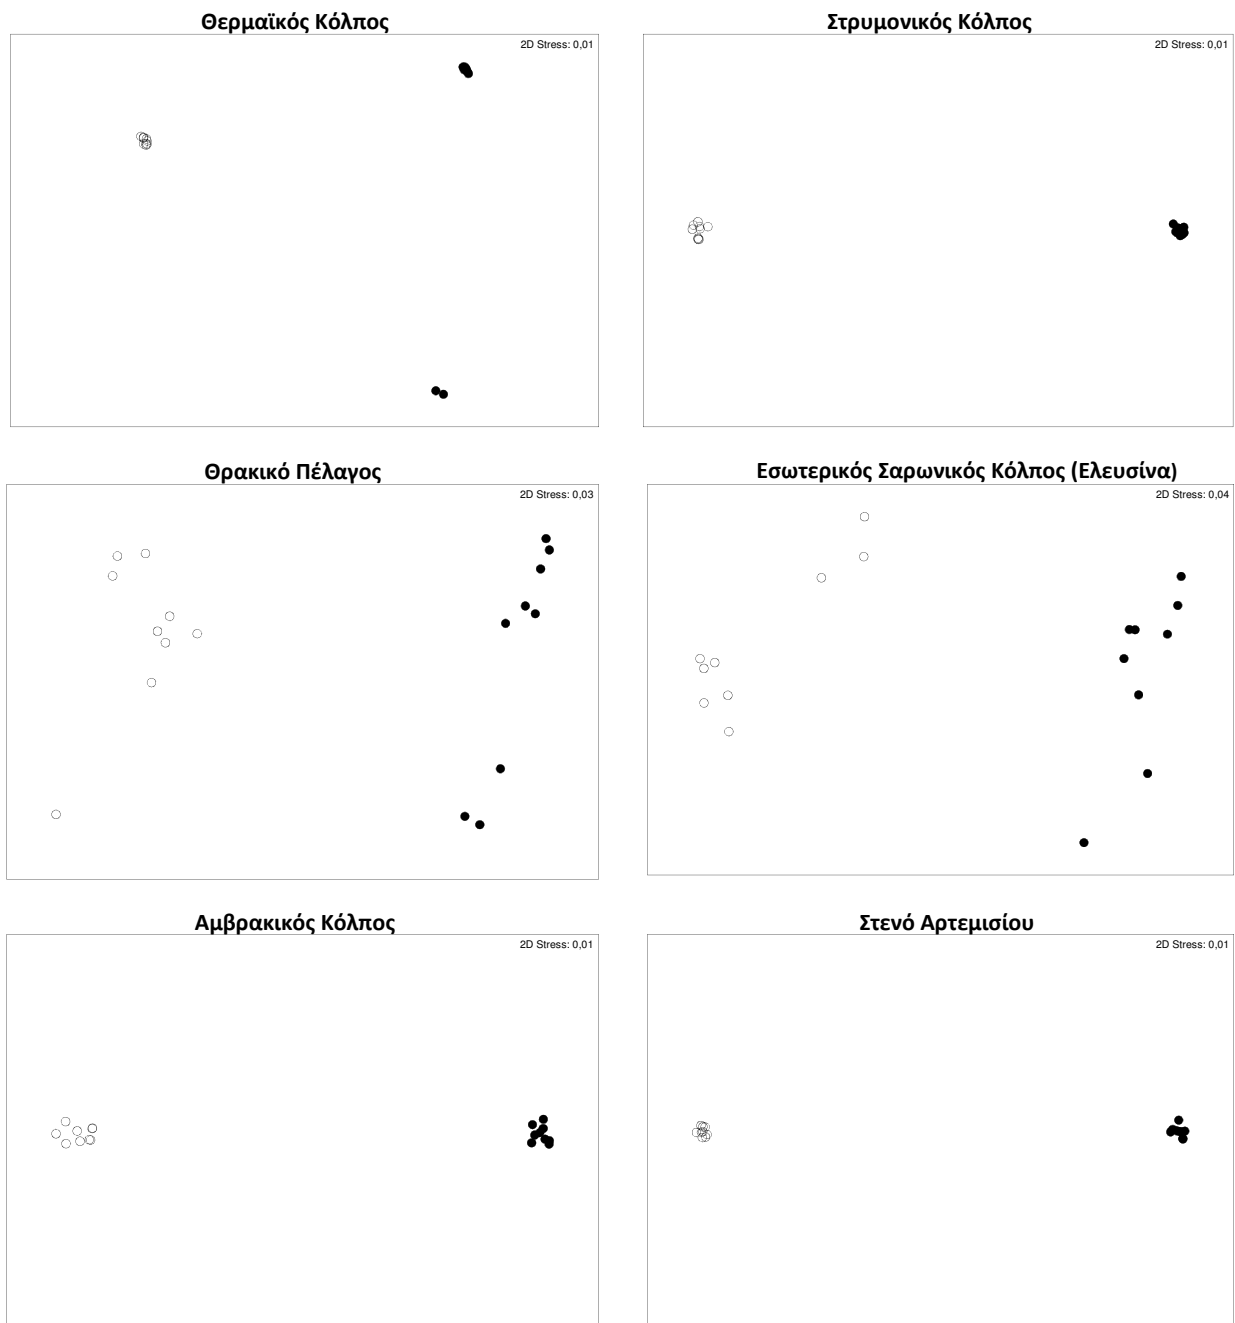 Θερμαϊκός Κόλπος
2D Stress: 0,01
Στρυμονικός Κόλπος
2D Stress: 0,01
Θρακικό Πέλαγος
2D Stress: 0,03
Εσωτερικός Σαρωνικός Κόλπος (Ελευσίνα)
2D Stress: 0,04
Αμβρακικός Κόλπος
2D Stress: 0,01
Στενό Αρτεμισίου
2D Stress: 0,01